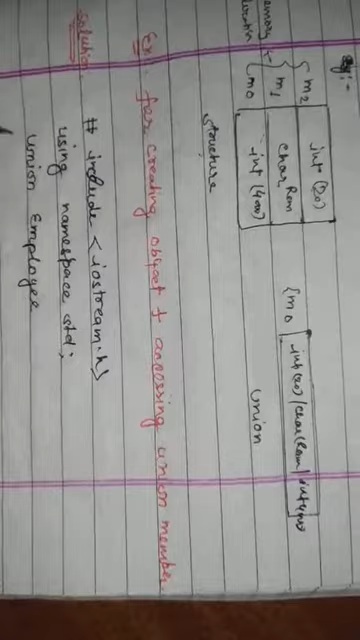 Eg:-
m2 int (20)
memory m1 char Ram
m0 int (400)
structure
{m0 int (20) / char (Ram) / int (400)
union
Ex:- for creating object & accessing union member.
Solution:
# include <iostream.h>
using namespace std;
union Employee